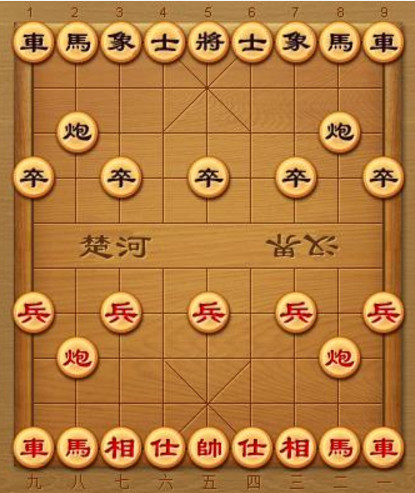 1 2 3 4 5 6 7 8 9
車 馬 象 士 將 士 象 馬 車
炮 炮
卒 卒 卒 卒 卒
楚河 汉界
兵 兵 兵 兵 兵
炮 炮
車 馬 相 仕 帥 仕 相 馬 車
九 八 七 六 五 四 三 二 一